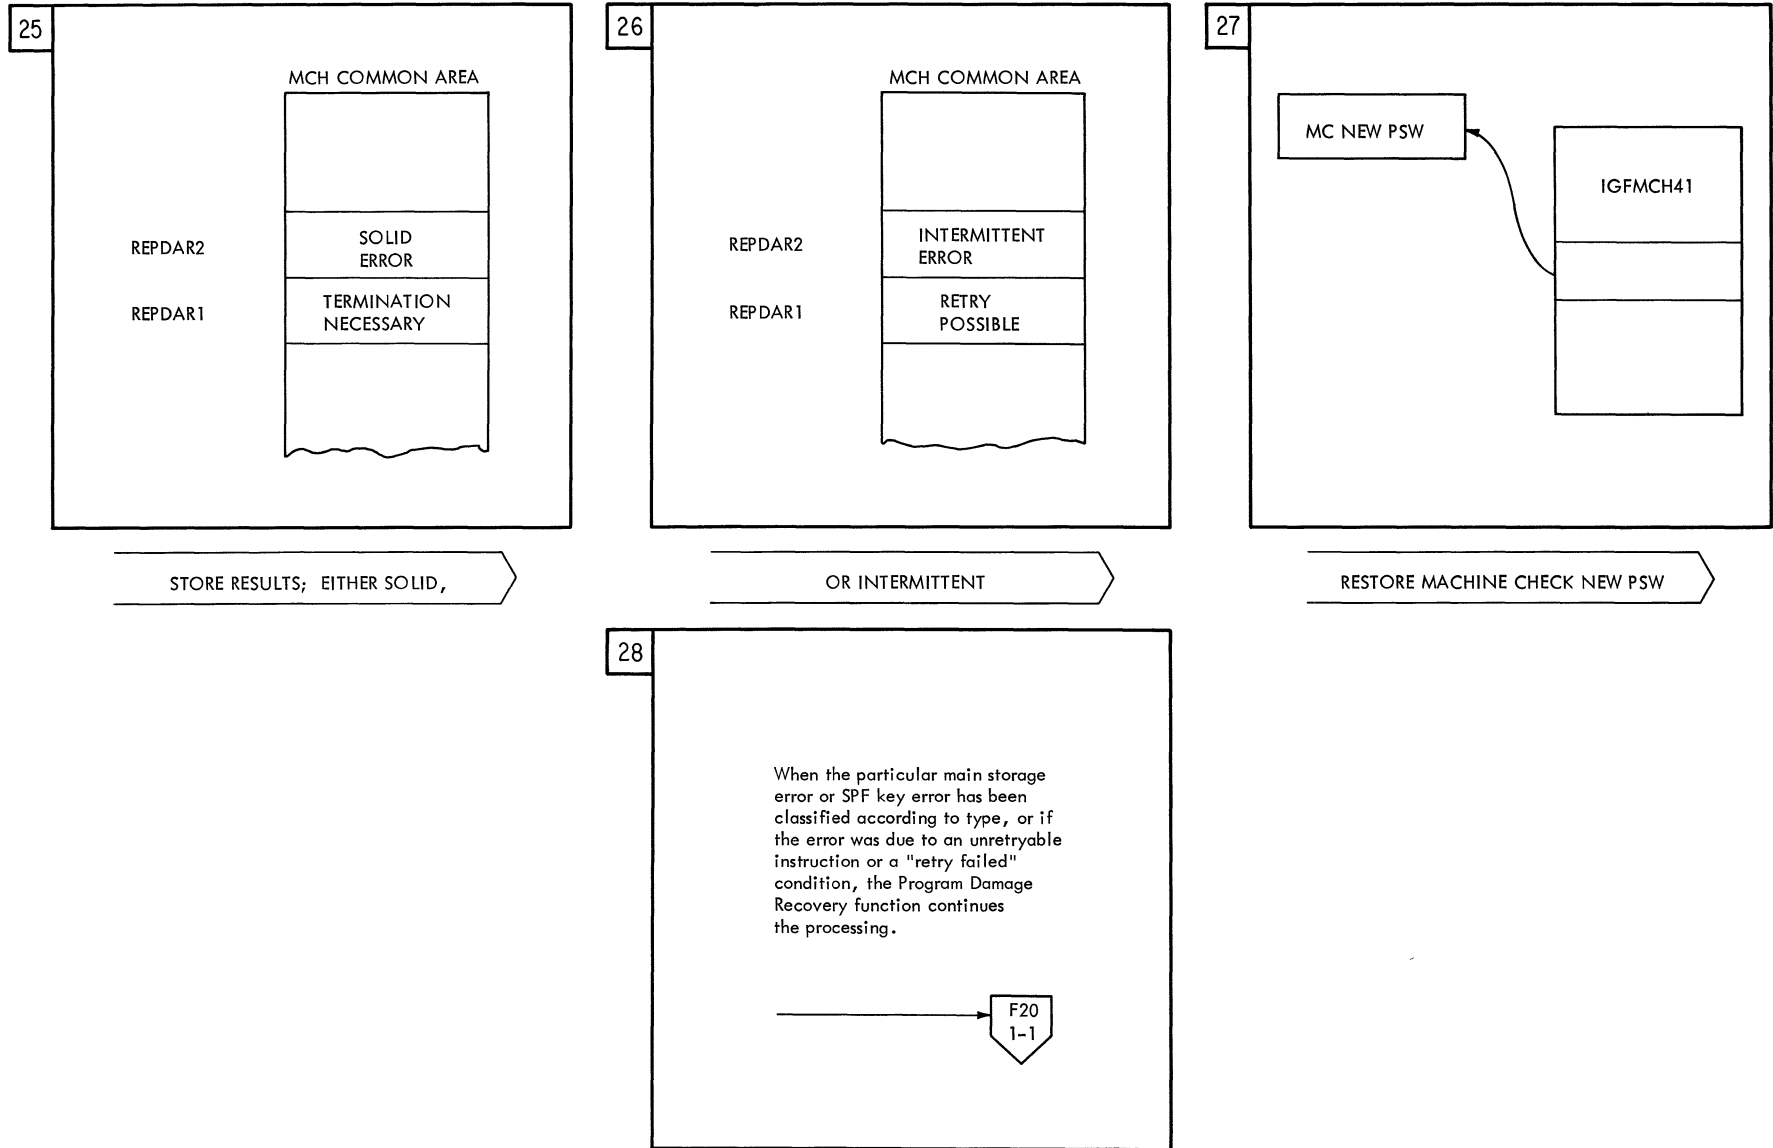 25
MCH COMMON AREA
REPDAR2
SOLID
ERROR
REPDAR1
TERMINATION
NECESSARY
STORE RESULTS; EITHER SOLID,
26
MCH COMMON AREA
REPDAR2
INTERMITTENT
ERROR
REPDAR1
RETRY
POSSIBLE
OR INTERMITTENT
27
MC NEW PSW
IGFMCH41
RESTORE MACHINE CHECK NEW PSW
28
When the particular main storage
error or SPF key error has been
classified according to type, or if
the error was due to an unretryable
instruction or a "retry failed"
condition, the Program Damage
Recovery function continues
the processing.
F20
1-1